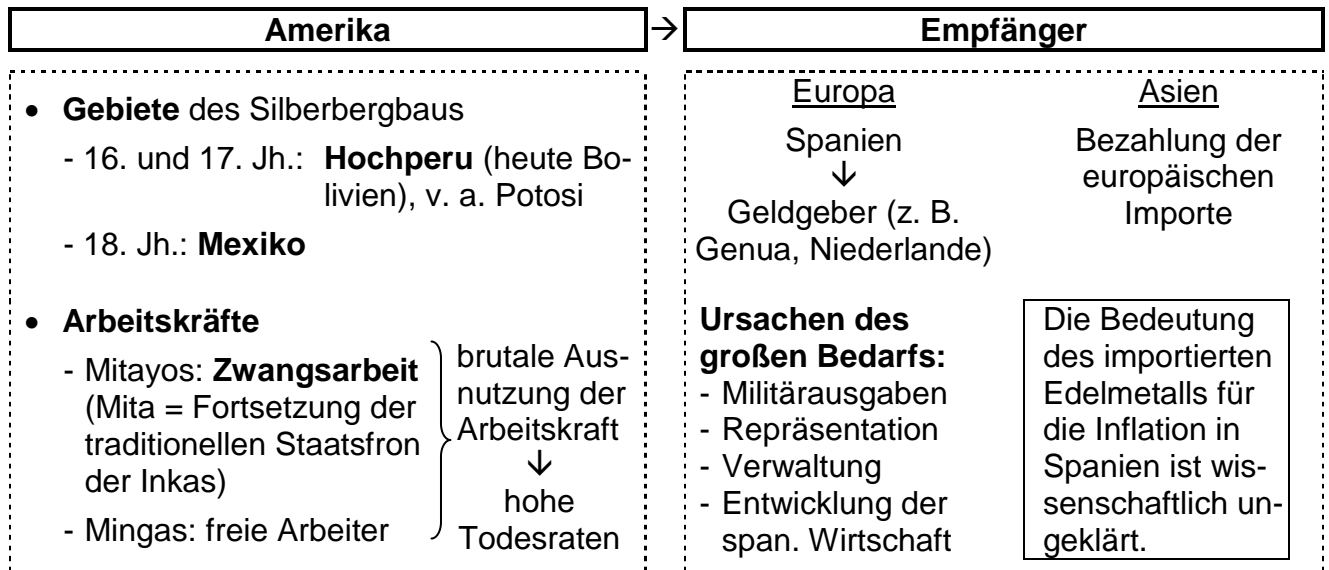 Amerika → Empfänger
• Gebiete des Silberbergbaus
- 16. und 17. Jh.: Hochperu (heute Bo-
livien), v. a. Potosi
- 18. Jh.: Mexiko
• Arbeitskräfte
- Mitayos: Zwangsarbeit
(Mita = Fortsetzung der
traditionellen Staatsfron
der Inkas)
- Mingas: freie Arbeiter
brutale Aus-
nutzung der
Arbeitskraft
↓
hohe
Todesraten
Europa
Spanien
↓
Geldgeber (z. B.
Genua, Niederlande)
Asien
Bezahlung der
europäischen
Importe
Ursachen des
großen Bedarfs:
- Militärausgaben
- Repräsentation
- Verwaltung
- Entwicklung der
span. Wirtschaft
Die Bedeutung
des importierten
Edelmetalls für
die Inflation in
Spanien ist wis-
senschaftlich un-
geklärt.